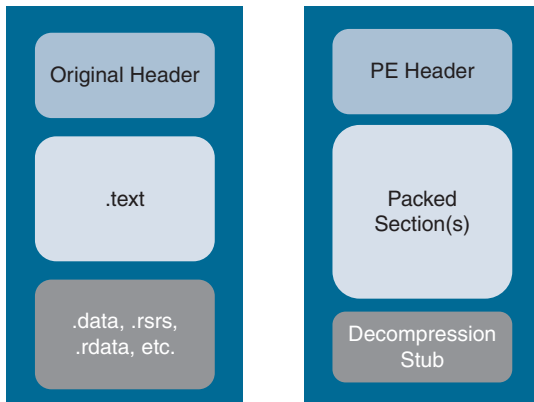 Original Header
.text
.data, .rsrs,
.rdata, etc.
PE Header
Packed
Section(s)
Decompression
Stub